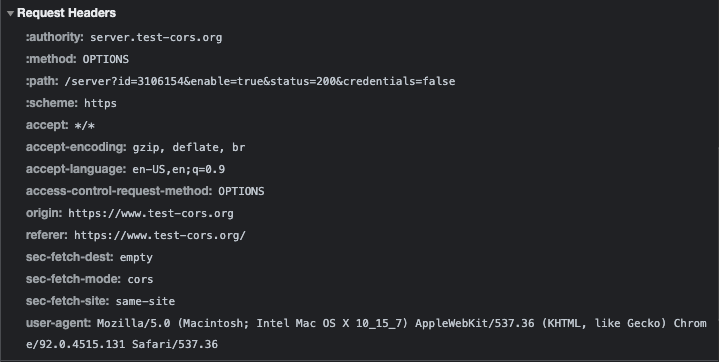 Request Headers
:authority: server.test-cors.org
:method: OPTIONS
:path: /server?id=3106154&enable=true&status=200&credentials=false
:scheme: https
accept: */*
accept-encoding: gzip, deflate, br
accept-language: en-US,en;q=0.9
access-control-request-method: OPTIONS
origin: https://www.test-cors.org
referer: https://www.test-cors.org/
sec-fetch-dest: empty
sec-fetch-mode: cors
sec-fetch-site: same-site
user-agent: Mozilla/5.0 (Macintosh; Intel Mac OS X 10_15_7) AppleWebKit/537.36 (KHTML, like Gecko) Chrom
e/92.0.4515.131 Safari/537.36